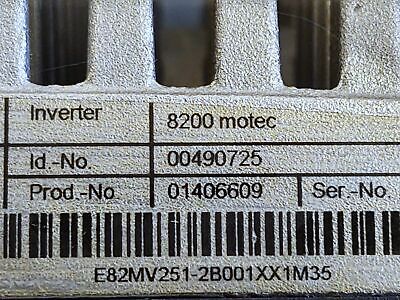 Inverter 8200 motec
Id.-No. 00490725
Prod.-No 01406609 Ser.-No.
E82MV251-2B001XX1M35